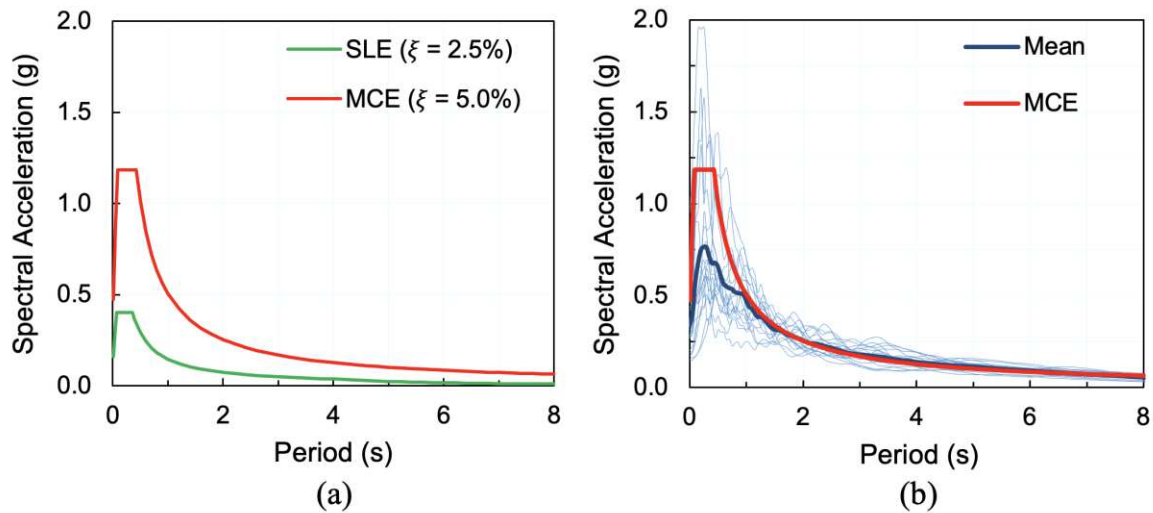 2.0
1.5
1.0
0.5
0.0
Spectral Acceleration (g)
SLE (ξ = 2.5%)
MCE (ξ = 5.0%)
0 2 4 6 8
Period (s)
(a)
2.0
1.5
1.0
0.5
0.0
Spectral Acceleration (g)
Mean
MCE
0 2 4 6 8
Period (s)
(b)